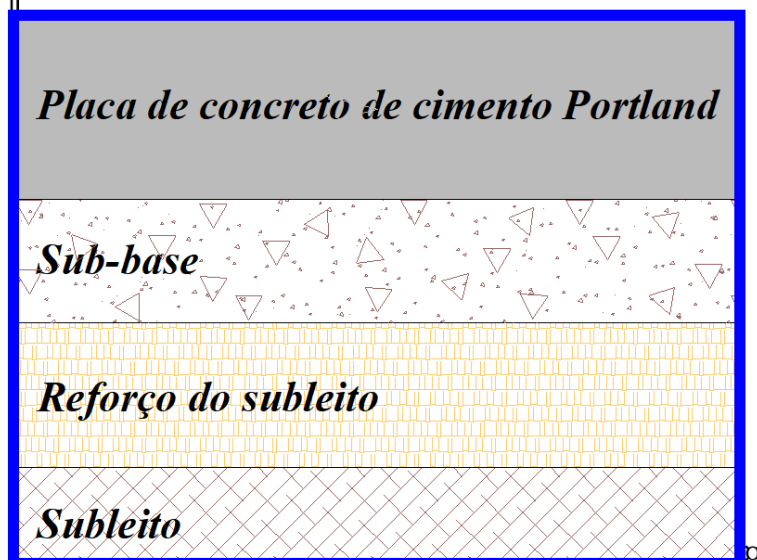 Placa de concreto de cimento Portland
Sub-base
Reforço do subleito
Subleito